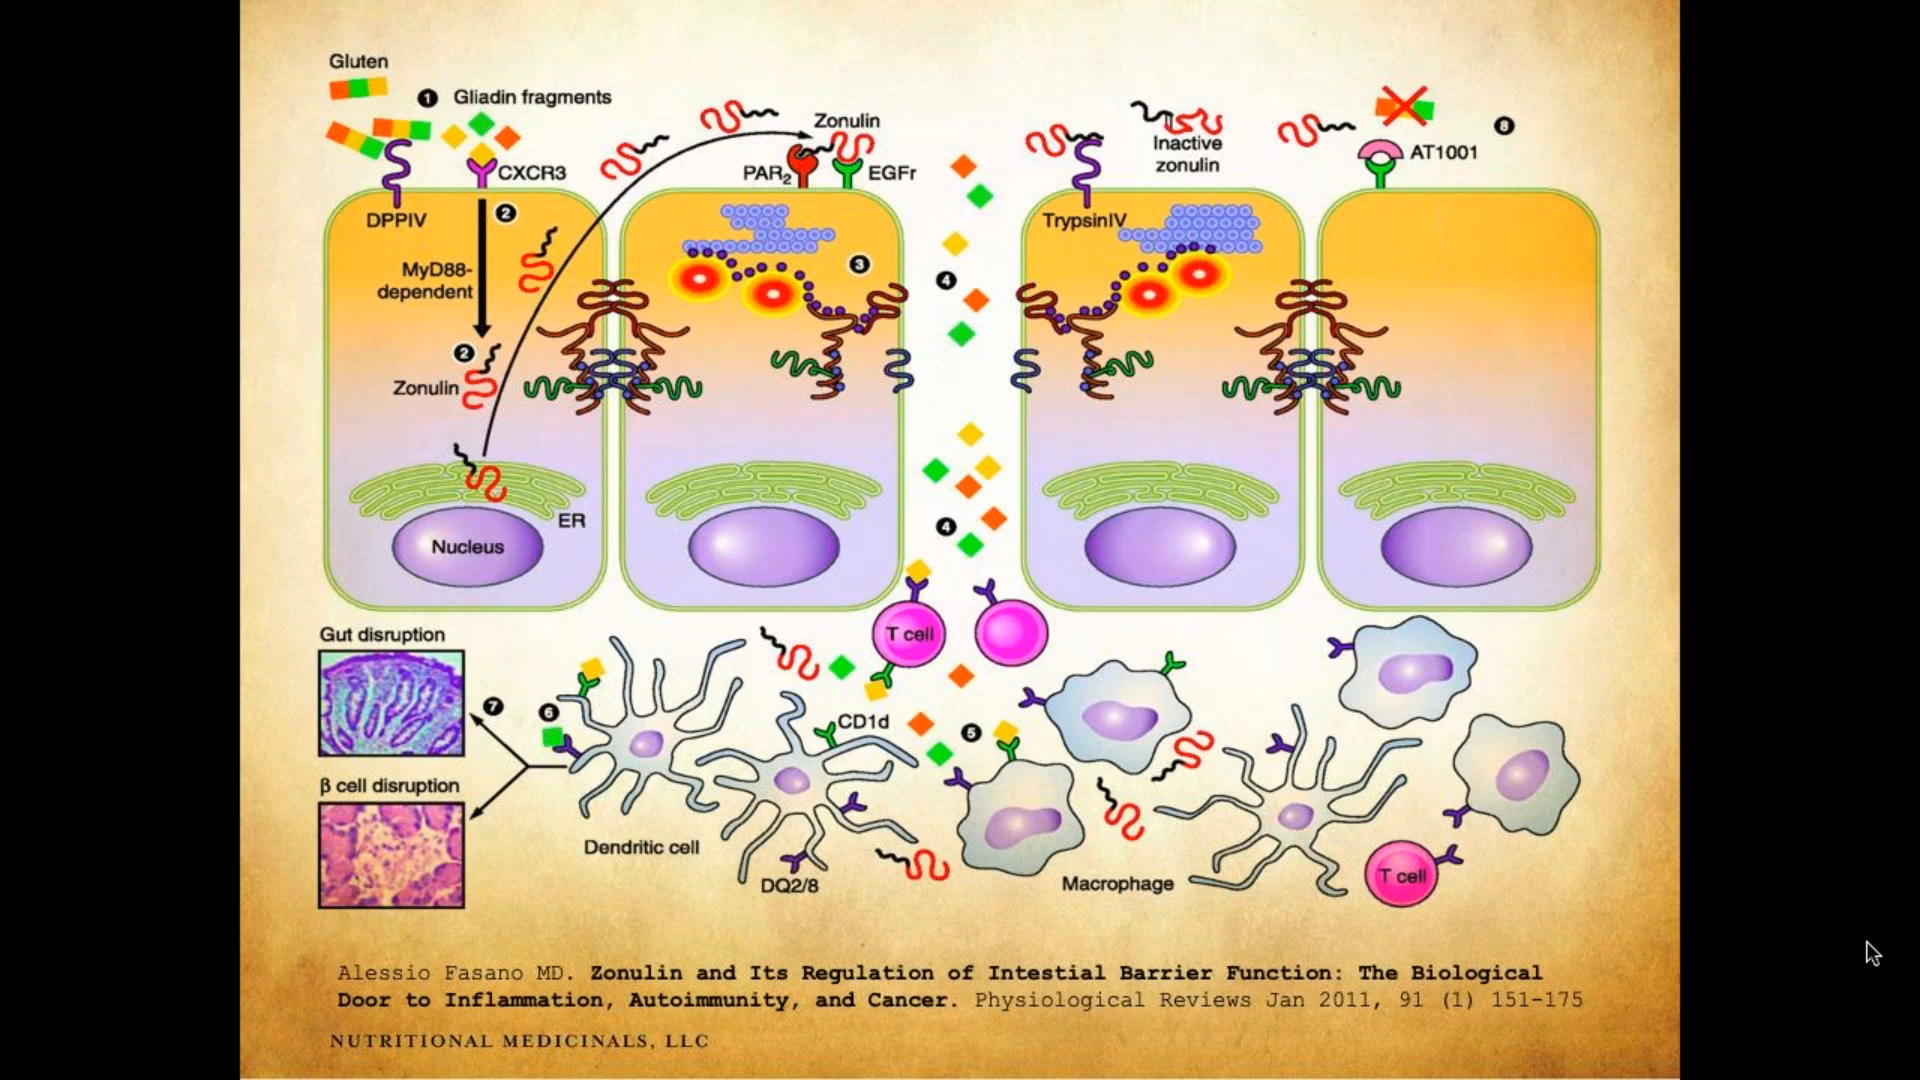 Gluten
1 Gliadin fragments
CXCR3
DPPIV
2
MyD88-
dependent
2
Zonulin
ER
Nucleus
Zonulin
PAR2
EGFr
3
4
4
TrypsinIV
Inactive
zonulin
8
AT1001
T cell
Gut disruption
7
6
β cell disruption
Dendritic cell
CD1d
5
DQ2/8
Macrophage
T cell
Alessio Fasano MD. Zonulin and Its Regulation of Intestial Barrier Function: The Biological
Door to Inflammation, Autoimmunity, and Cancer. Physiological Reviews Jan 2011, 91 (1) 151-175
NUTRITIONAL MEDICINALS, LLC